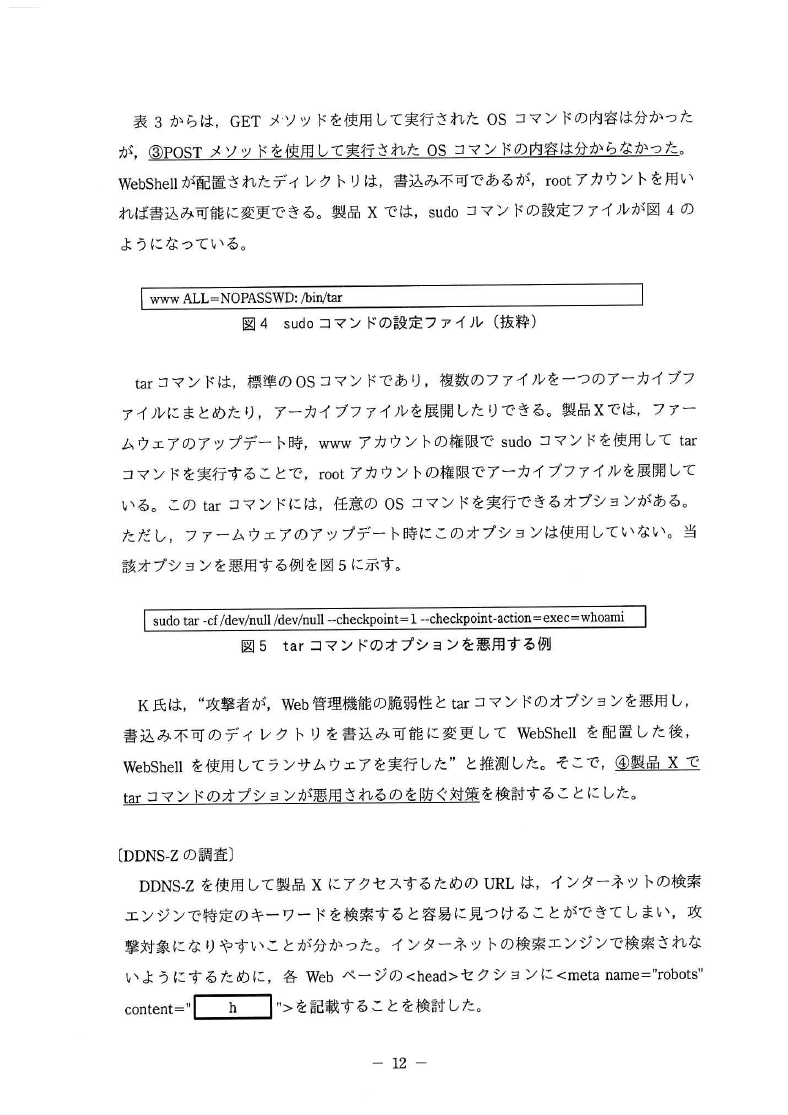 表 3 からは，GET メソッドを使用して実行された OS コマンドの内容は分かった
が，③POST メソッドを使用して実行された OS コマンドの内容は分からなかった。
WebShell が配置されたディレクトリは，書込み不可であるが，root アカウントを用い
れば書込み可能に変更できる。製品 X では，sudo コマンドの設定ファイルが図 4 の
ようになっている。
www ALL=NOPASSWD: /bin/tar
図 4　sudo コマンドの設定ファイル（抜粋）
tar コマンドは，標準の OS コマンドであり，複数のファイルを一つのアーカイブフ
ァイルにまとめたり，アーカイブファイルを展開したりできる。製品 X では，ファー
ムウェアのアップデート時，www アカウントの権限で sudo コマンドを使用して tar
コマンドを実行することで，root アカウントの権限でアーカイブファイルを展開して
いる。この tar コマンドには，任意の OS コマンドを実行できるオプションがある。
ただし，ファームウェアのアップデート時にこのオプションは使用していない。当
該オプションを悪用する例を図 5 に示す。
sudo tar -cf /dev/null /dev/null --checkpoint=1 --checkpoint-action=exec=whoami
図 5　tar コマンドのオプションを悪用する例
K 氏は，“攻撃者が，Web 管理機能の脆弱性と tar コマンドのオプションを悪用し，
書込み不可のディレクトリを書込み可能に変更して WebShell を配置した後，
WebShell を使用してランサムウェアを実行した” と推測した。そこで，④製品 X で
tar コマンドのオプションが悪用されるのを防ぐ対策を検討することにした。
〔DDNS-Z の調査〕
DDNS-Z を使用して製品 X にアクセスするための URL は，インターネットの検索
エンジンで特定のキーワードを検索すると容易に見つけることができてしまい，攻
撃対象になりやすいことが分かった。インターネットの検索エンジンで検索されな
いようにするために，各 Web ページの<head>セクションに<meta name="robots"
content=" h ">を記載することを検討した。
－ 12 －